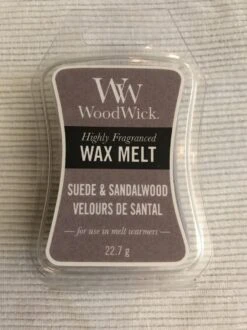 WW
WoodWick.
Highly Fragranced
WAX MELT
SUEDE & SANDALWOOD
VELOURS DE SANTAL
—for use in melt warmers—
22.7 g